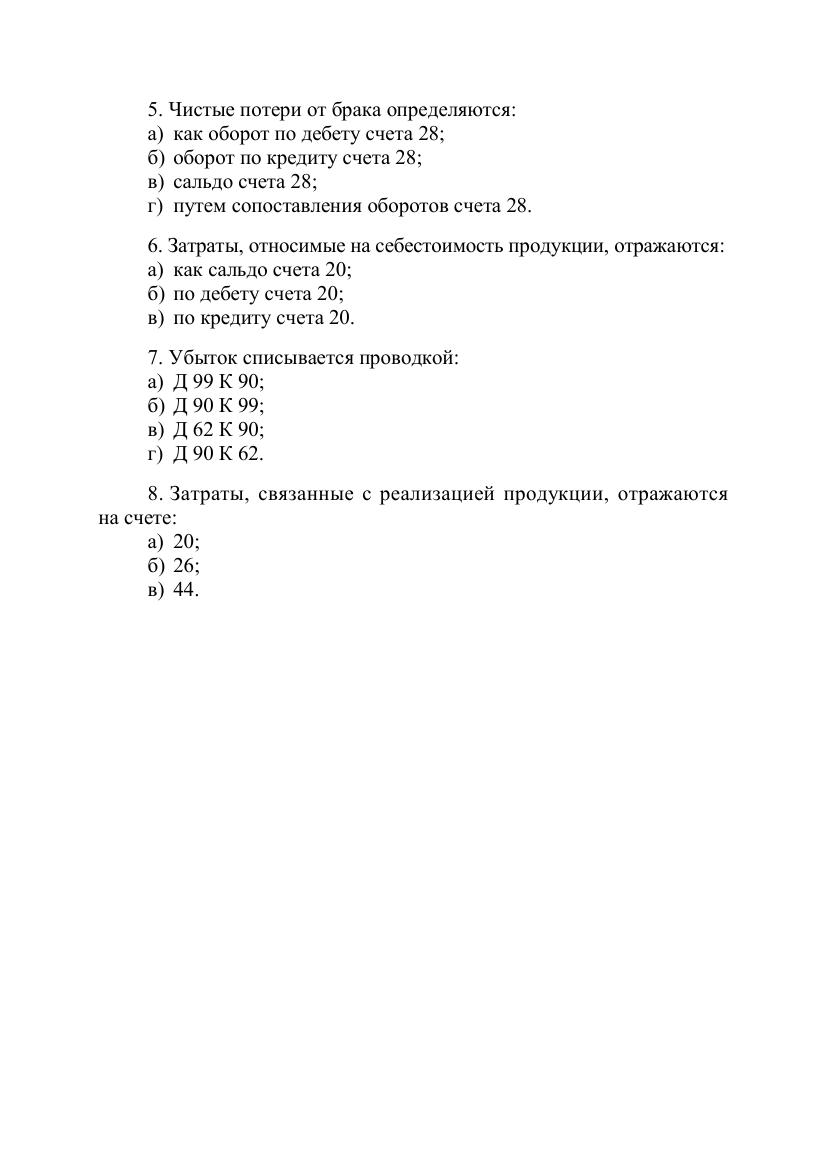 5. Чистые потери от брака определяются:
а) как оборот по дебету счета 28;
б) оборот по кредиту счета 28;
в) сальдо счета 28;
г) путем сопоставления оборотов счета 28.
6. Затраты, относимые на себестоимость продукции, отражаются:
а) как сальдо счета 20;
б) по дебету счета 20;
в) по кредиту счета 20.
7. Убыток списывается проводкой:
а) Д 99 К 90;
б) Д 90 К 99;
в) Д 62 К 90;
г) Д 90 К 62.
8. Затраты, связанные с реализацией продукции, отражаются
на счете:
а) 20;
б) 26;
в) 44.